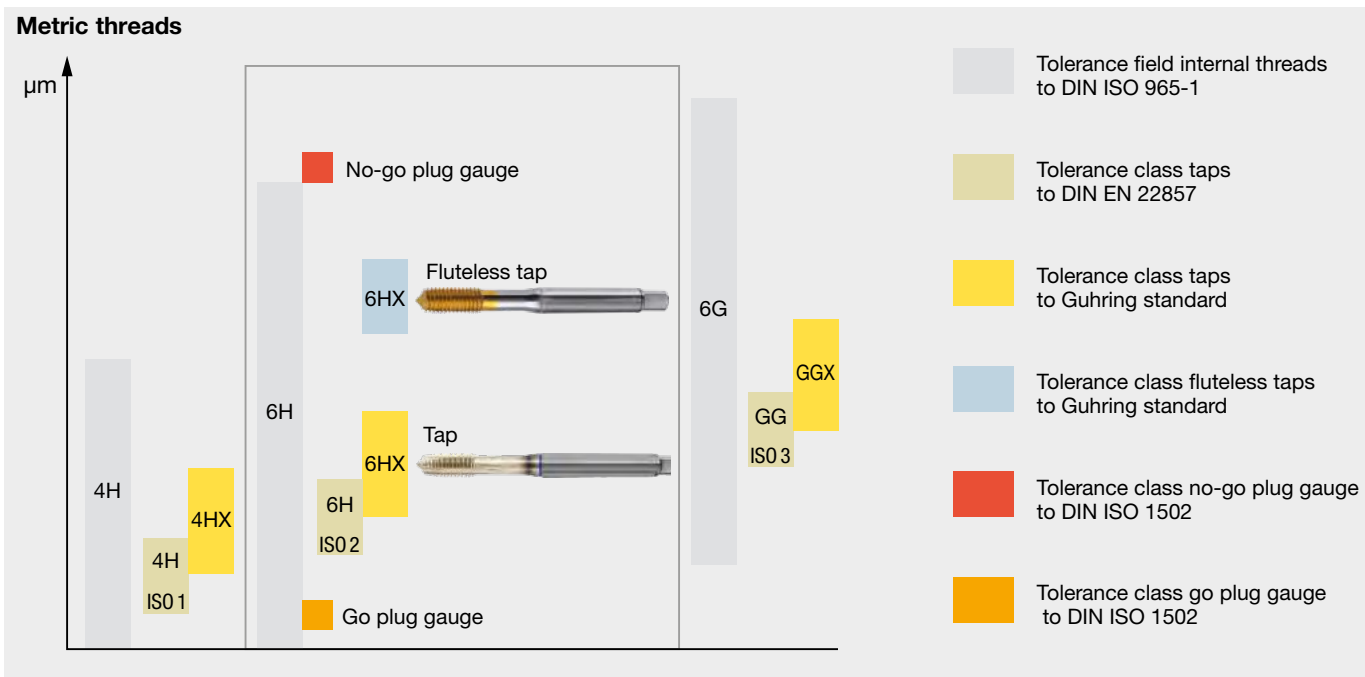 Metric threads
µm
No-go plug gauge
Fluteless tap
6HX
6G
GGX
6H
GG
Tap
ISO 3
6HX
4H
6H
4HX
ISO 2
4H
ISO 1
Go plug gauge
Tolerance field internal threads
to DIN ISO 965-1
Tolerance class taps
to DIN EN 22857
Tolerance class taps
to Guhring standard
Tolerance class fluteless taps
to Guhring standard
Tolerance class no-go plug gauge
to DIN ISO 1502
Tolerance class go plug gauge
to DIN ISO 1502